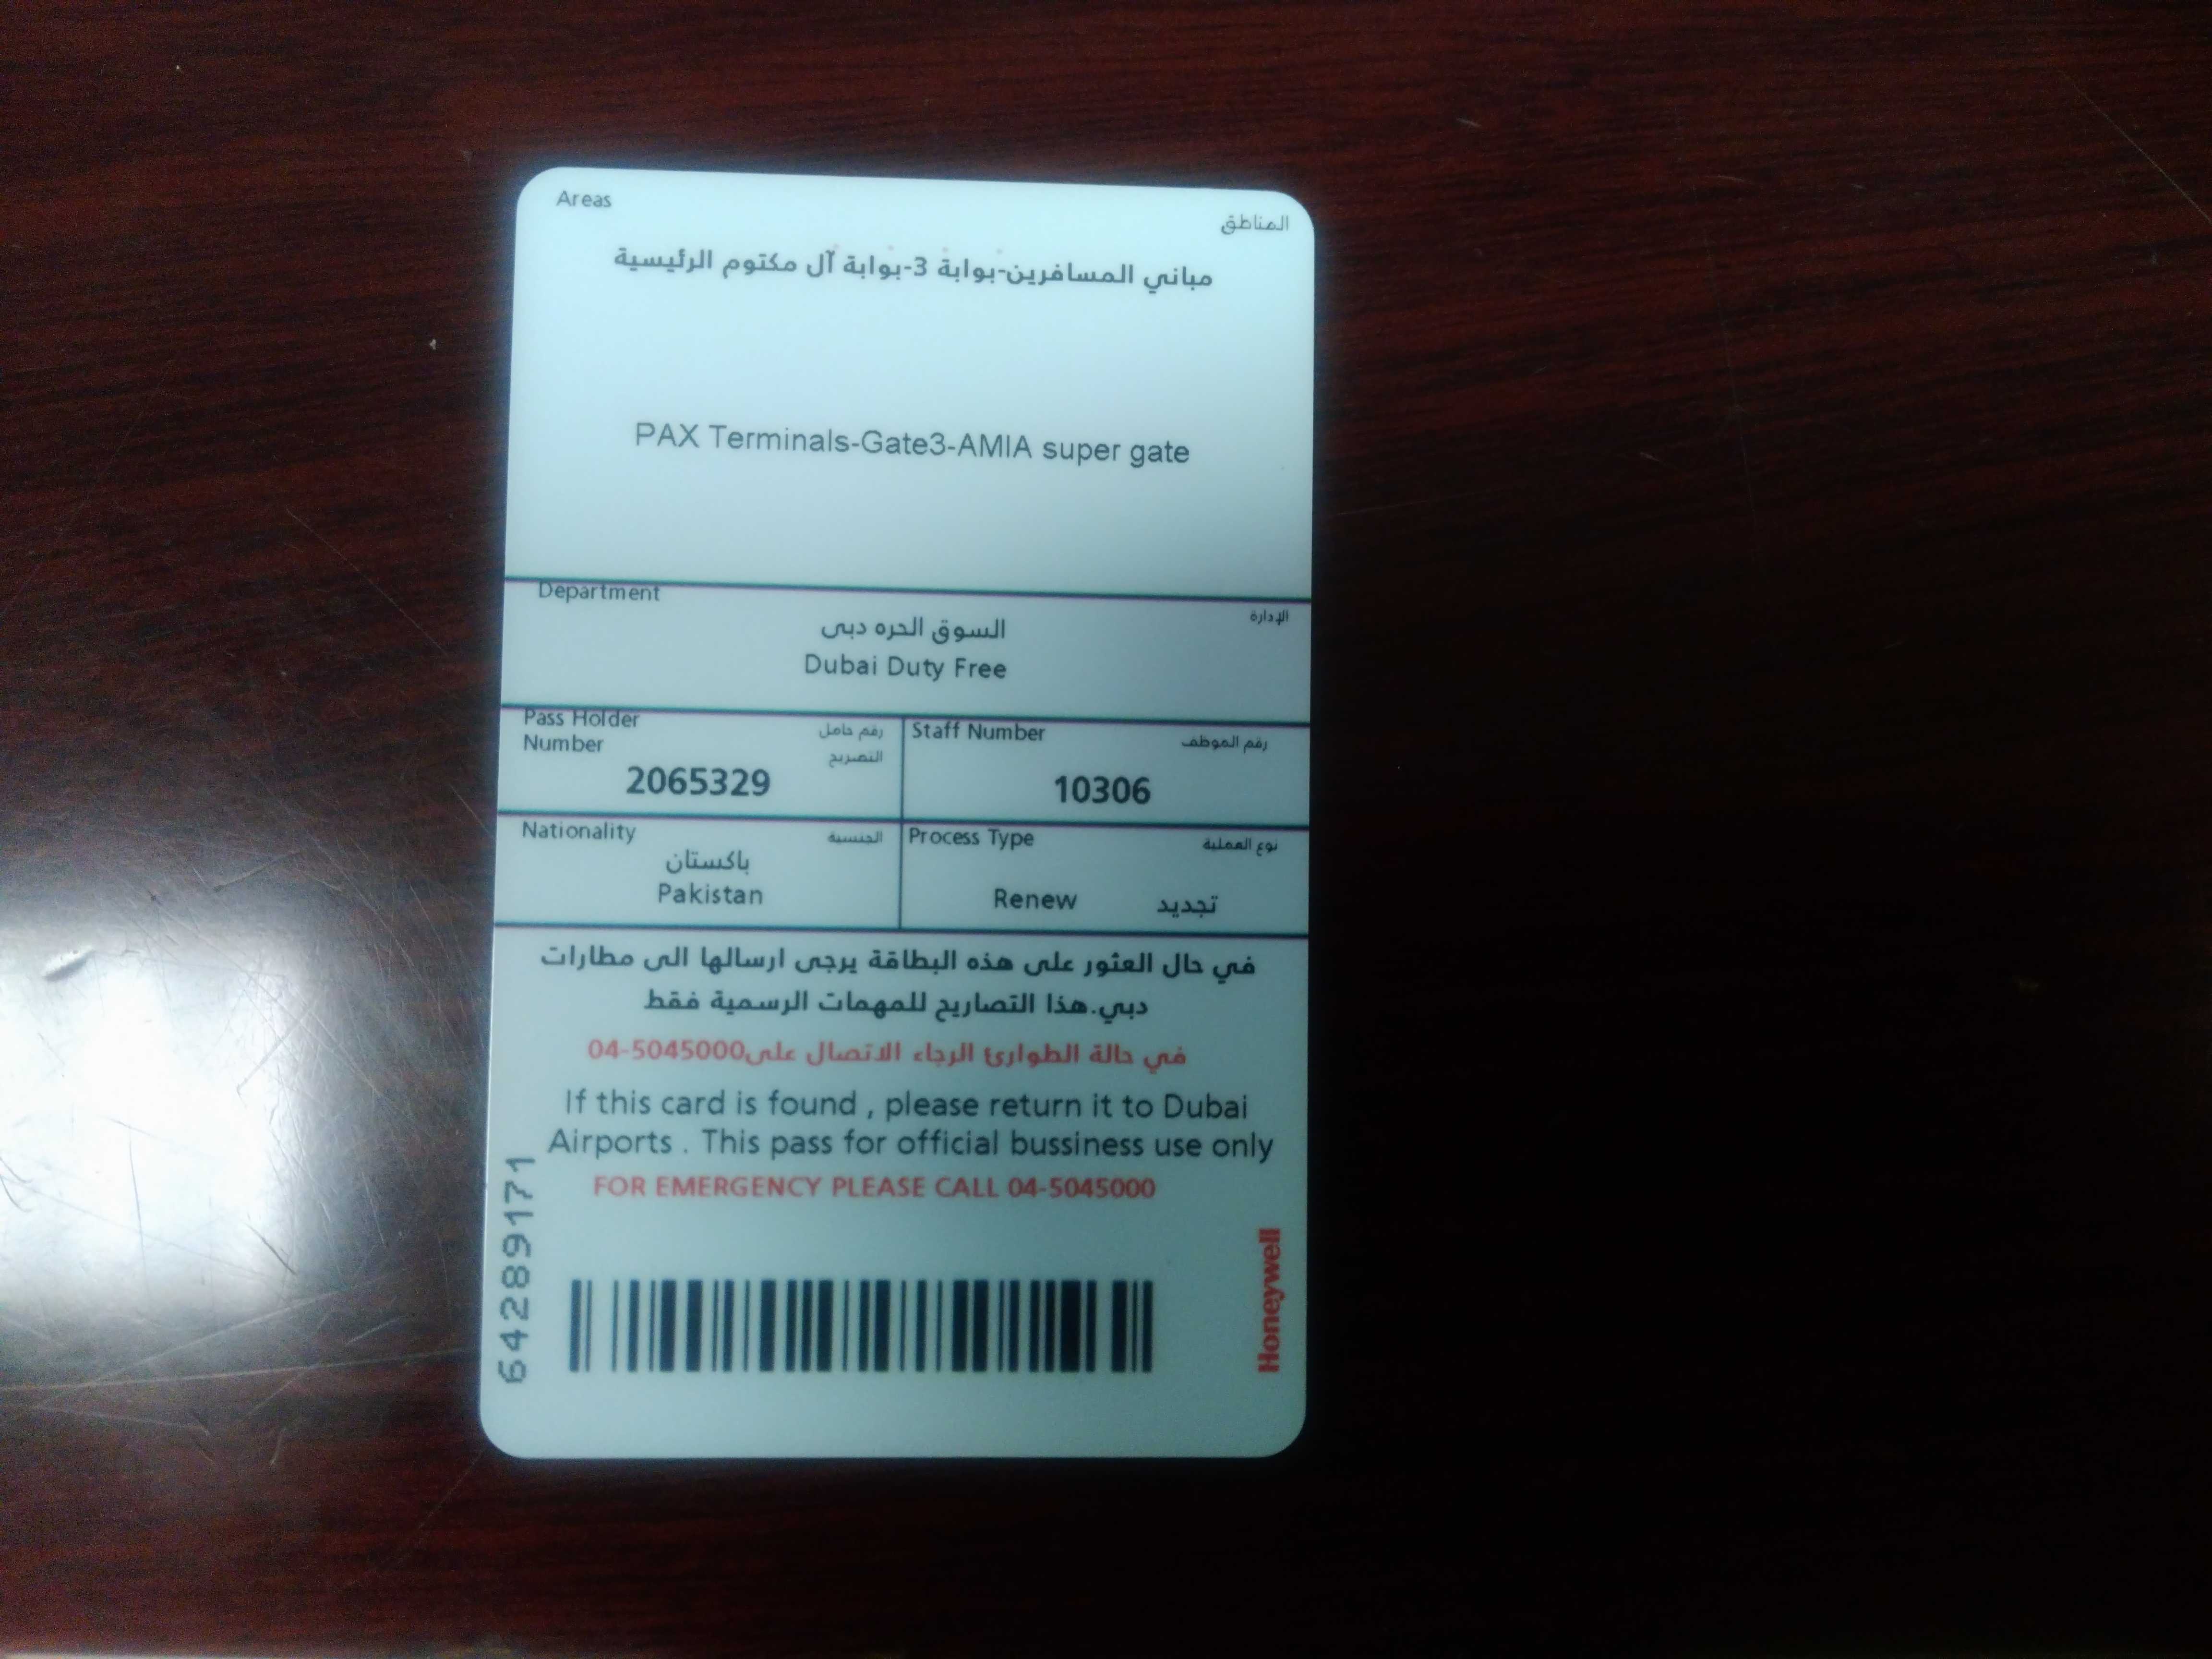 Areas
المناطق
مباني المسافرين-بوابة 3-بوابة آل مكتوم الرئيسية
PAX Terminals-Gate3-AMIA super gate
Department
الإدارة
السوق الحره دبى
Dubai Duty Free
Pass Holder
Number
رقم حامل
التصريح
2065329
Staff Number
رقم الموظف
10306
Nationality
الجنسية
باكستان
Pakistan
Process Type
نوع العملية
Renew تجديد
في حال العثور على هذه البطاقة يرجى ارسالها الى مطارات
دبي.هذا التصاريح للمهمات الرسمية فقط
في حالة الطوارئ الرجاء الاتصال على04-5045000
If this card is found , please return it to Dubai
Airports . This pass for official bussiness use only
FOR EMERGENCY PLEASE CALL 04-5045000
64289171
Honeywell